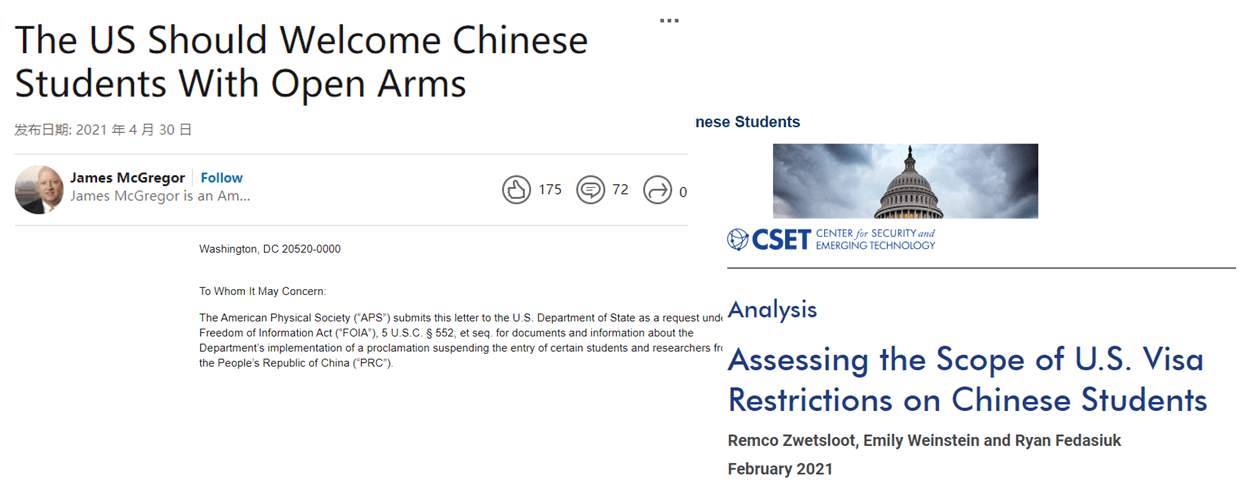 The US Should Welcome Chinese
Students With Open Arms
发布日期: 2021 年 4 月 30 日
James McGregor Follow
James McGregor is an Am...
175 72 0
Washington, DC 20520-0000
To Whom It May Concern:
The American Physical Society ("APS") submits this letter to the U.S. Department of State as a request unde
Freedom of Information Act ("FOIA"), 5 U.S.C. § 552, et seq. for documents and information about the
Department's implementation of a proclamation suspending the entry of certain students and researchers fr
the People's Republic of China ("PRC").
nese Students
CSET CENTER for SECURITY and
EMERGING TECHNOLOGY
Analysis
Assessing the Scope of U.S. Visa
Restrictions on Chinese Students
Remco Zwetsloot, Emily Weinstein and Ryan Fedasiuk
February 2021